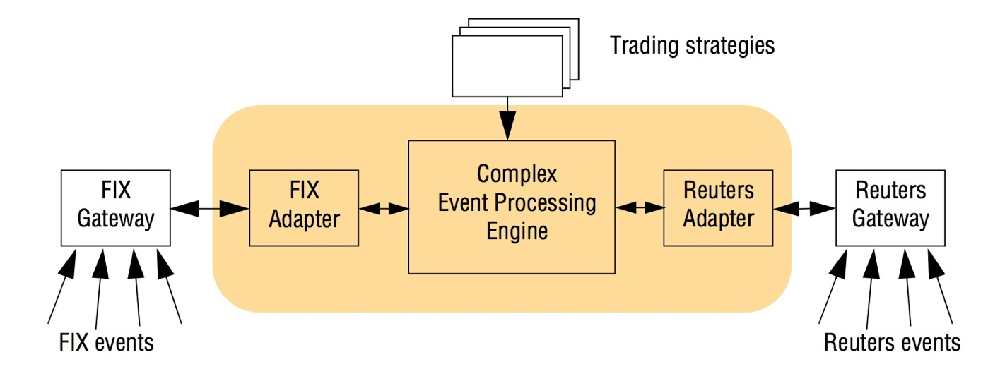 Trading strategies
FIX
Gateway
FIX
Adapter
Complex
Event Processing
Engine
Reuters
Adapter
Reuters
Gateway
FIX events
Reuters events